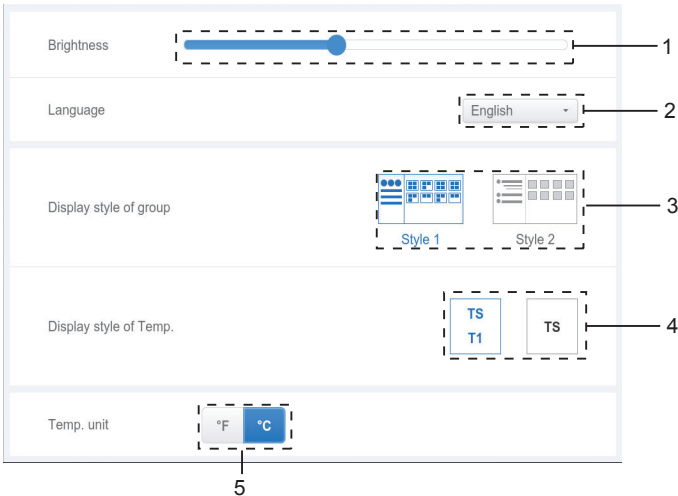 Brightness
1
Language
English
2
Display style of group
Style 1
Style 2
3
Display style of Temp.
TS
T1
TS
4
Temp. unit
°F
°C
5